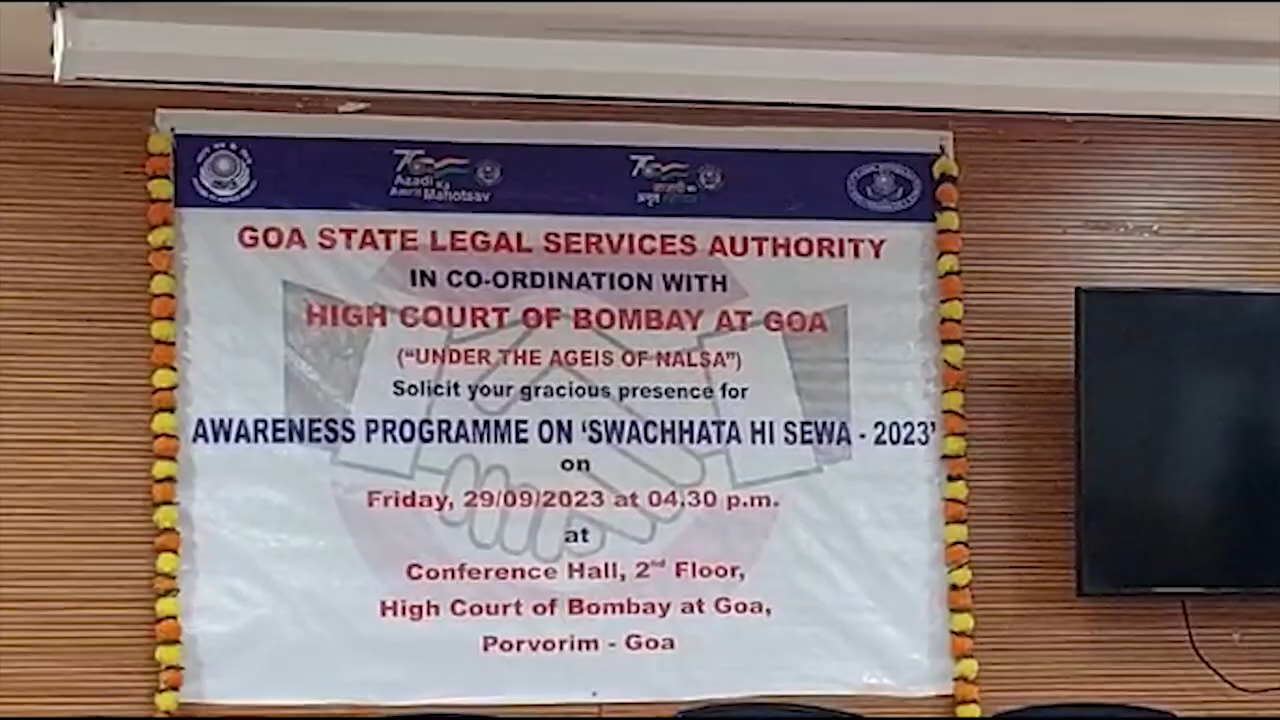 75 Azadi Ka Amrit Mahotsav
GOA STATE LEGAL SERVICES AUTHORITY
IN CO-ORDINATION WITH
HIGH COURT OF BOMBAY AT GOA
("UNDER THE AGEIS OF NALSA")
Solicit your gracious presence for
AWARENESS PROGRAMME ON 'SWACHHATA HI SEWA - 2023'
on
Friday, 29/09/2023 at 04.30 p.m.
at
Conference Hall, 2nd Floor,
High Court of Bombay at Goa,
Porvorim - Goa